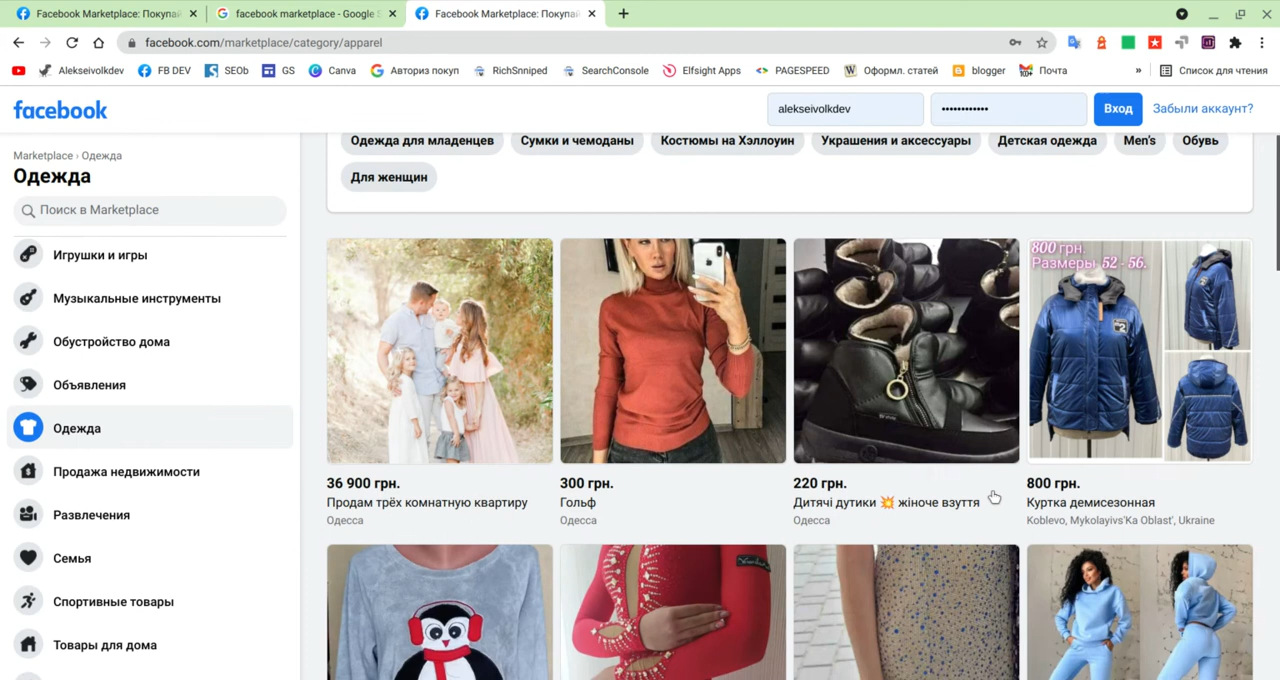 Facebook Marketplace: Покупай
facebook marketplace - Google S
Facebook Marketplace: Покупай
facebook.com/marketplace/category/apparel
Alekseivolkdev
FB DEV
SEOb
GS
Canva
Авториз покуп
RichSnniped
SearchConsole
Elfsight Apps
PAGESPEED
Оформл. статей
blogger
Почта
»
Список для чтения
facebook
alekseivolkdev
••••••••••••
Вход
Забыли аккаунт?
Marketplace › Одежда
Одежда
Поиск в Marketplace
Игрушки и игры
Музыкальные инструменты
Обустройство дома
Объявления
Одежда
Продажа недвижимости
Развлечения
Семья
Спортивные товары
Товары для дома
Одежда для младенцев
Сумки и чемоданы
Костюмы на Хэллоуин
Украшения и аксессуары
Детская одежда
Men's
Обувь
Для женщин
800 грн.
Размеры 52 - 56.
36 900 грн.
Продам трёх комнатную квартиру
Одесса
300 грн.
Гольф
Одесса
220 грн.
Дитячі дутики 💥 жіноче взуття
Одесса
800 грн.
Куртка демисезонная
Koblevo, Mykolayivs'Ka Oblast', Ukraine